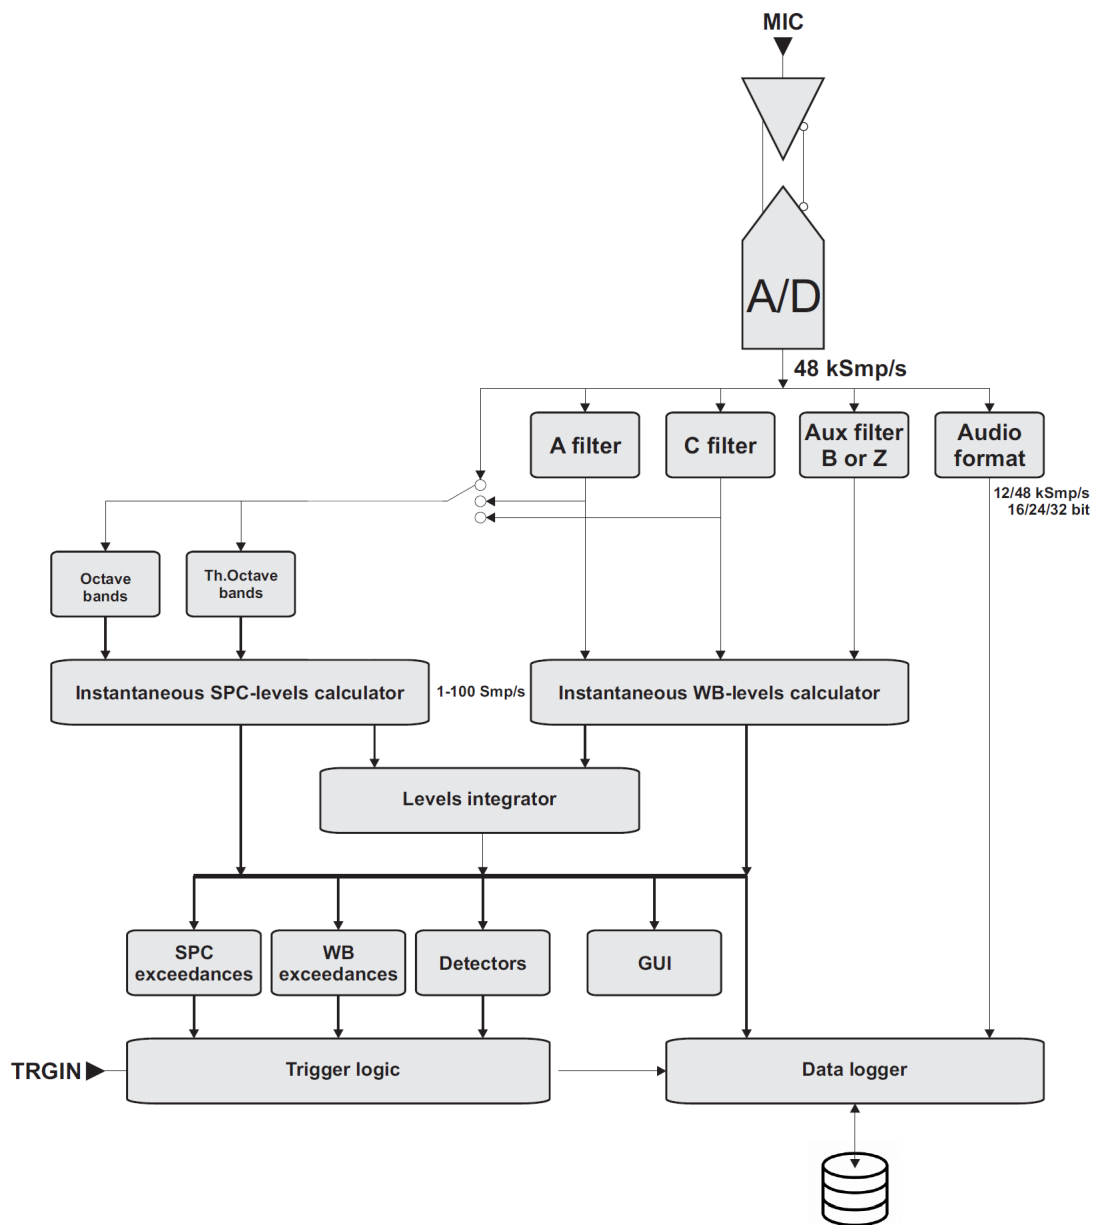 MIC
A/D
48 kSmp/s
A filter
C filter
Aux filter
B or Z
Audio
format
12/48 kSmp/s
16/24/32 bit
Octave
bands
Th.Octave
bands
Instantaneous SPC-levels calculator
1-100 Smp/s
Instantaneous WB-levels calculator
Levels integrator
SPC
exceedances
WB
exceedances
Detectors
GUI
TRGIN
Trigger logic
Data logger